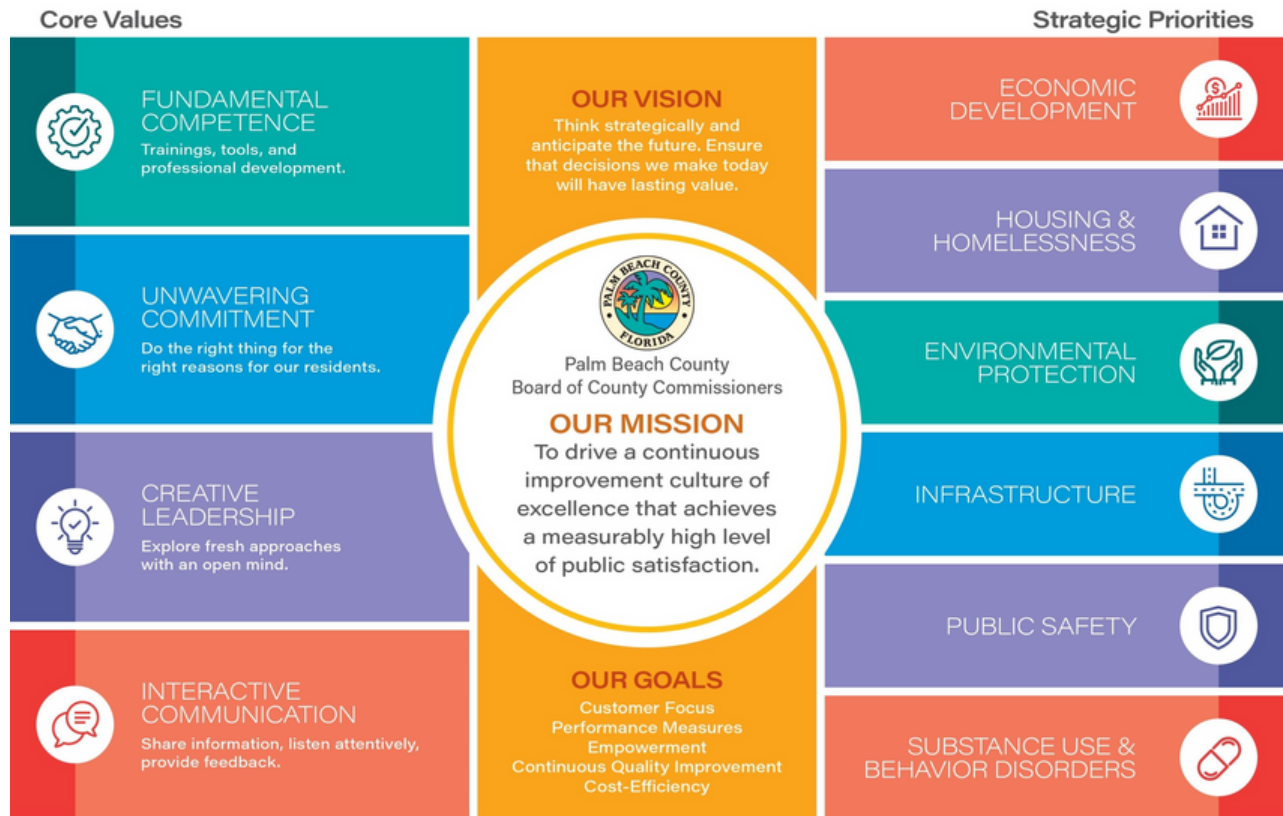 Core Values
Strategic Priorities
FUNDAMENTAL
COMPETENCE
Trainings, tools, and
professional development.
UNWAVERING
COMMITMENT
Do the right thing for the
right reasons for our residents.
CREATIVE
LEADERSHIP
Explore fresh approaches
with an open mind.
INTERACTIVE
COMMUNICATION
Share information, listen attentively,
provide feedback.
OUR VISION
Think strategically and
anticipate the future. Ensure
that decisions we make today
will have lasting value.
PALM BEACH COUNTY
FLORIDA
Palm Beach County
Board of County Commissioners
OUR MISSION
To drive a continuous
improvement culture of
excellence that achieves
a measurably high level
of public satisfaction.
OUR GOALS
Customer Focus
Performance Measures
Empowerment
Continuous Quality Improvement
Cost-Efficiency
ECONOMIC
DEVELOPMENT
$
HOUSING &
HOMELESSNESS
ENVIRONMENTAL
PROTECTION
INFRASTRUCTURE
PUBLIC SAFETY
SUBSTANCE USE &
BEHAVIOR DISORDERS